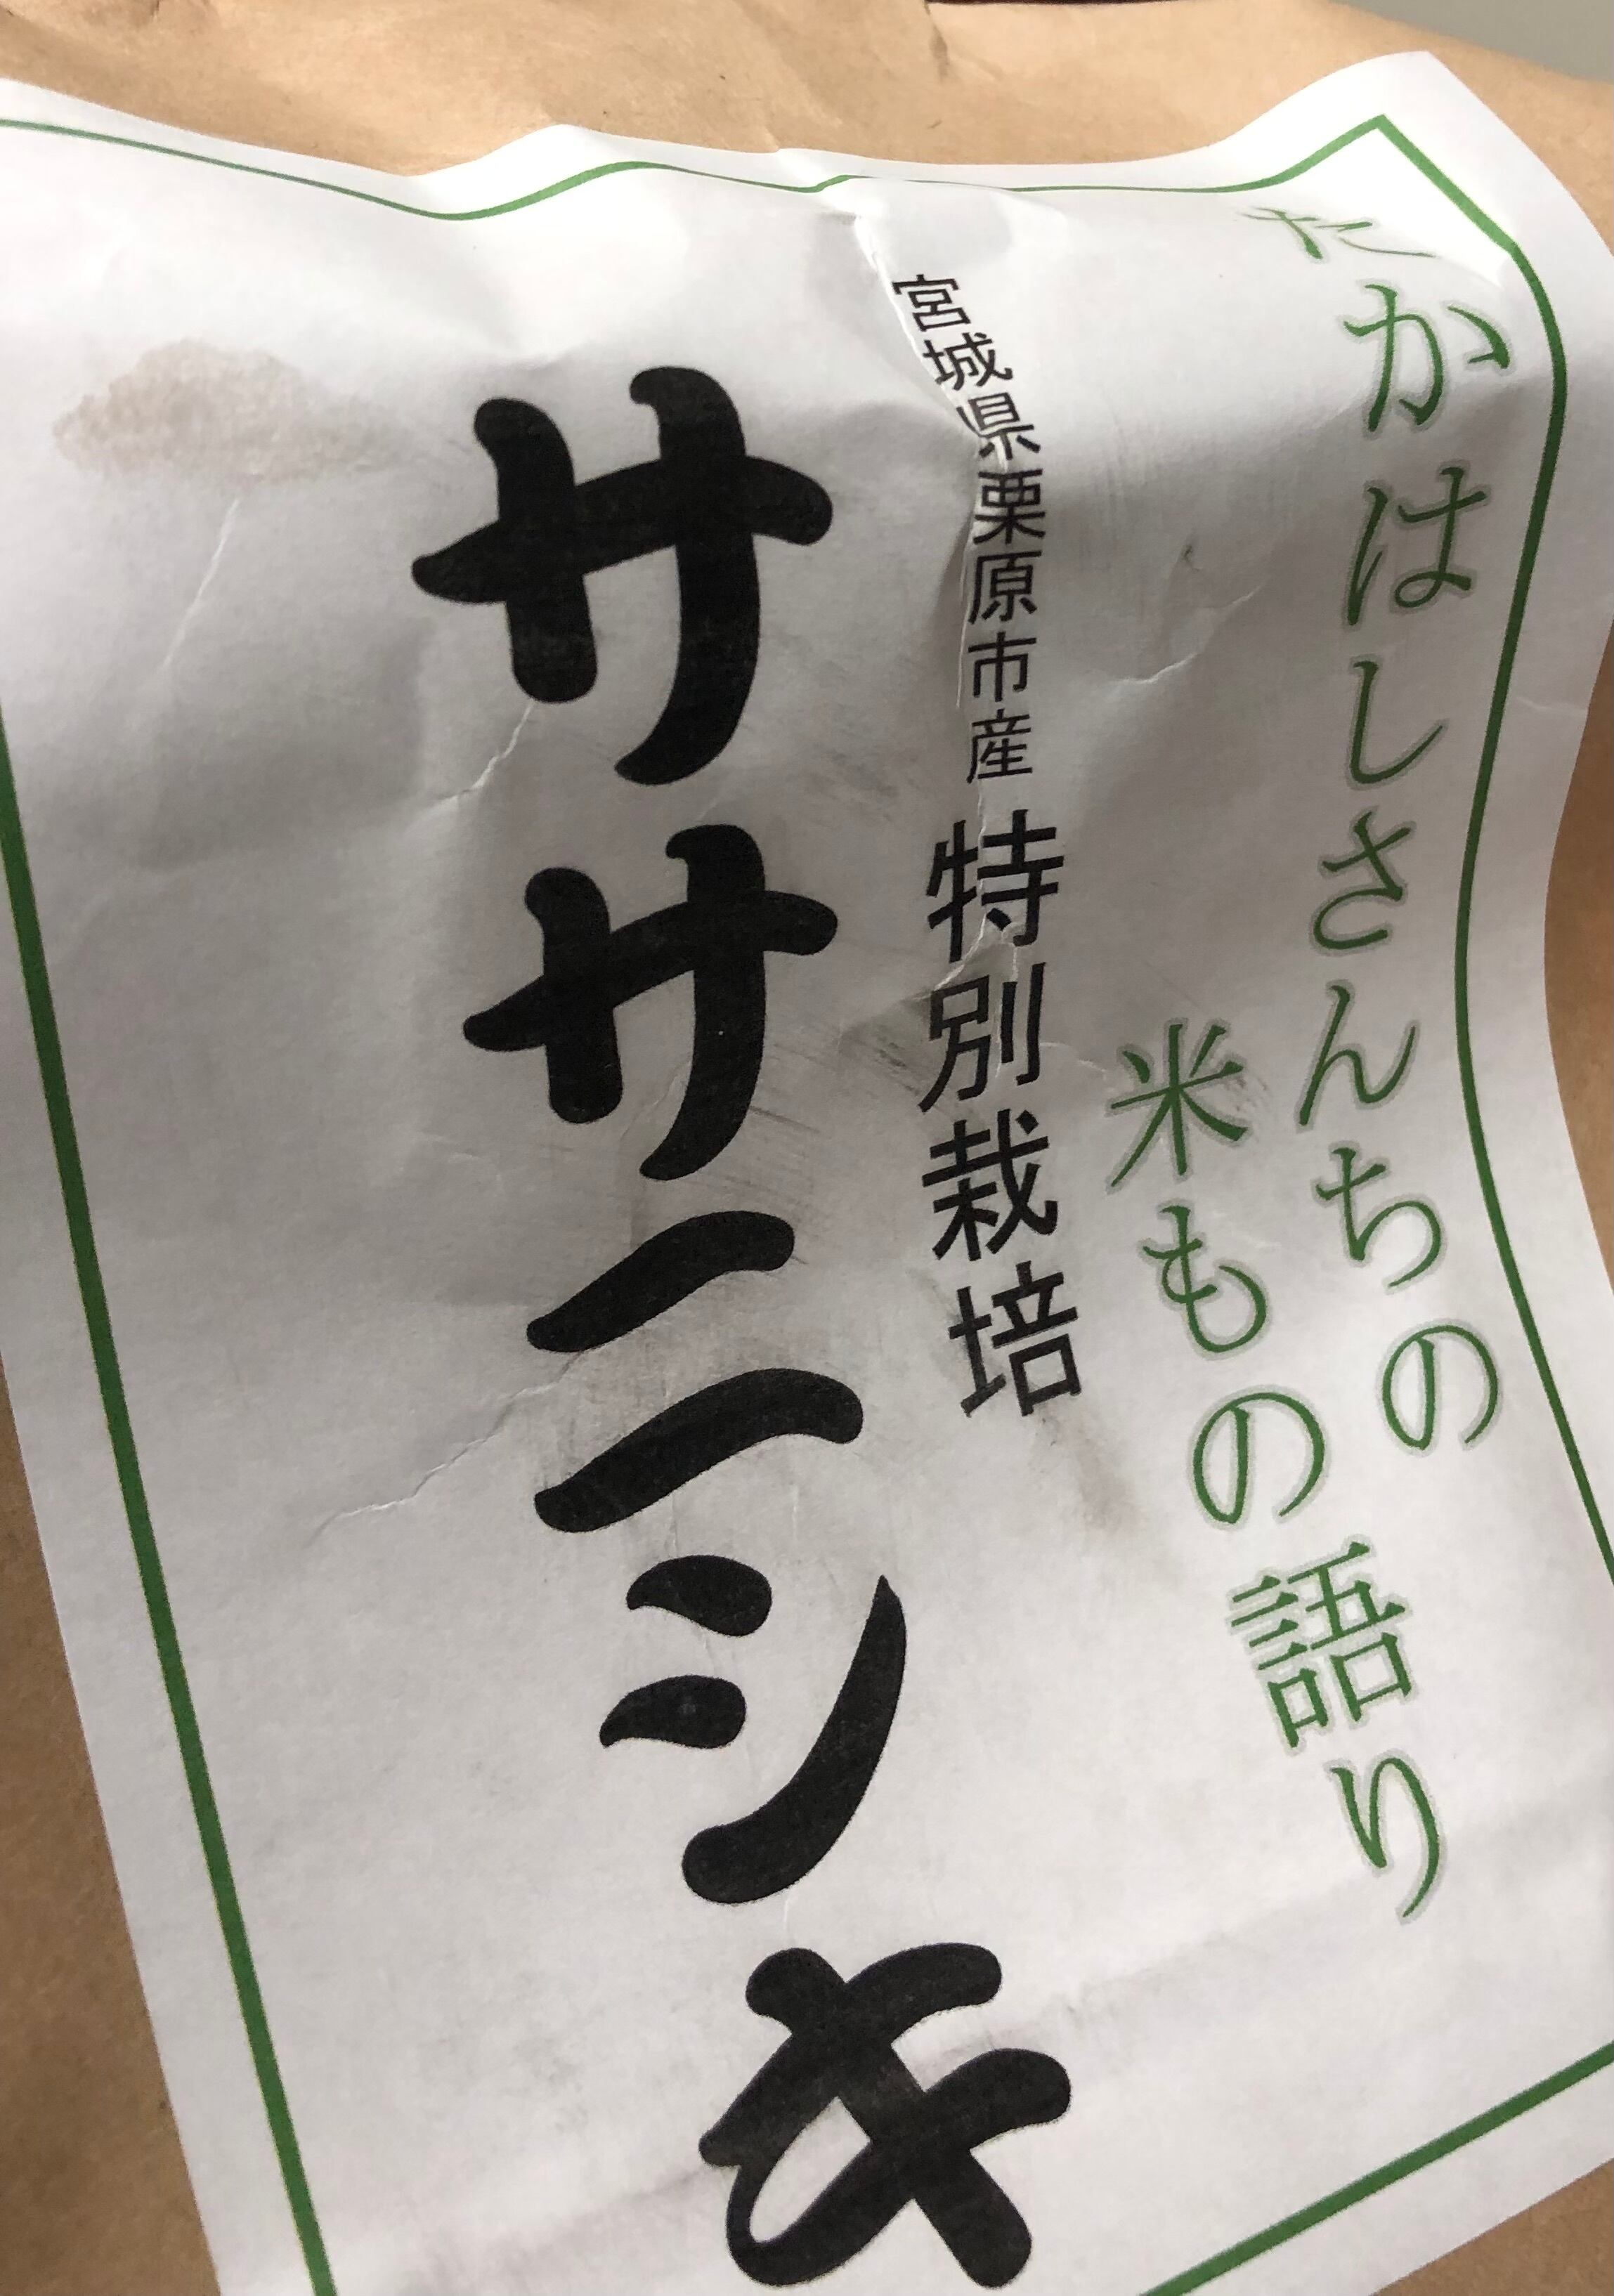 たかはしさんちの
米もの語り
宮城県栗原市産 特別栽培
ササニシキ